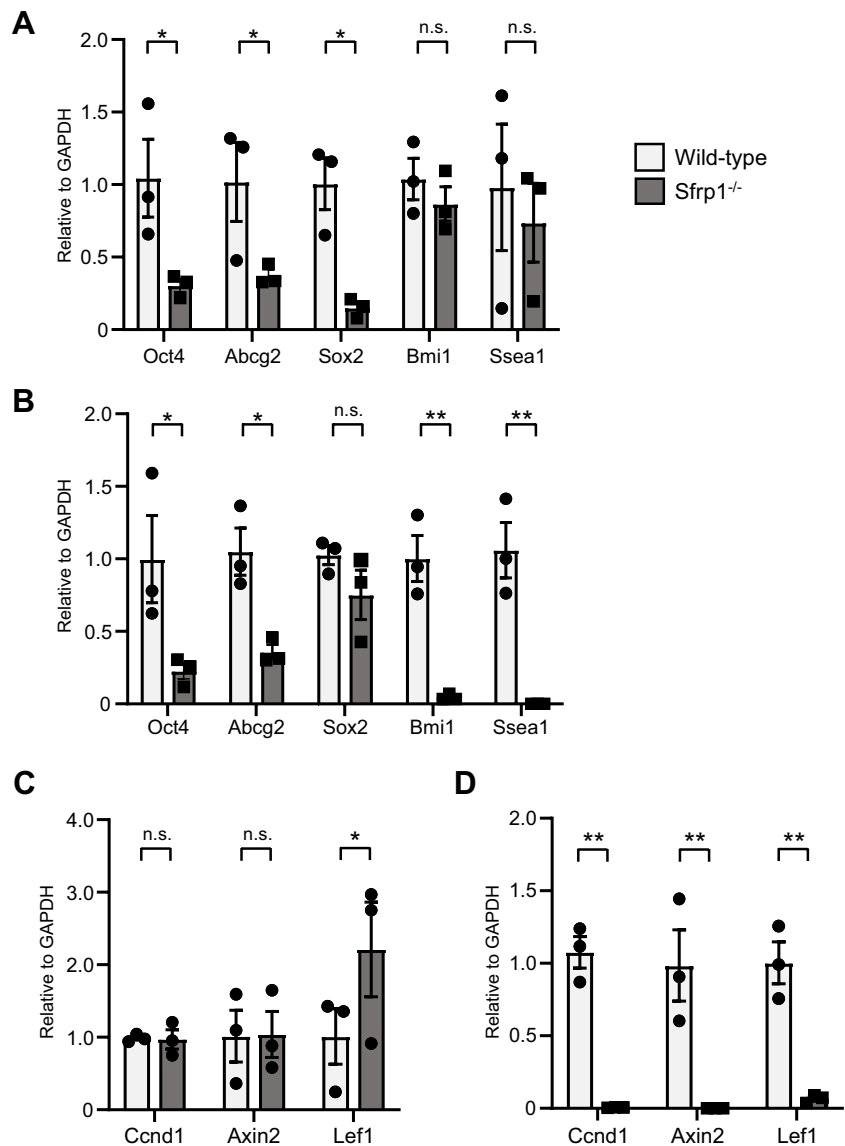 A
* * * n.s. n.s.
2.0
1.5
1.0
0.5
0
Relative to GAPDH
Oct4 Abcg2 Sox2 Bmi1 Ssea1
Wild-type
Sfrp1-/-
B
* * n.s. ** **
2.0
1.5
1.0
0.5
0
Relative to GAPDH
Oct4 Abcg2 Sox2 Bmi1 Ssea1
C
n.s. n.s. *
4.0
3.0
2.0
1.0
0
Relative to GAPDH
Ccnd1 Axin2 Lef1
D
** ** **
2.0
1.5
1.0
0.5
0
Relative to GAPDH
Ccnd1 Axin2 Lef1